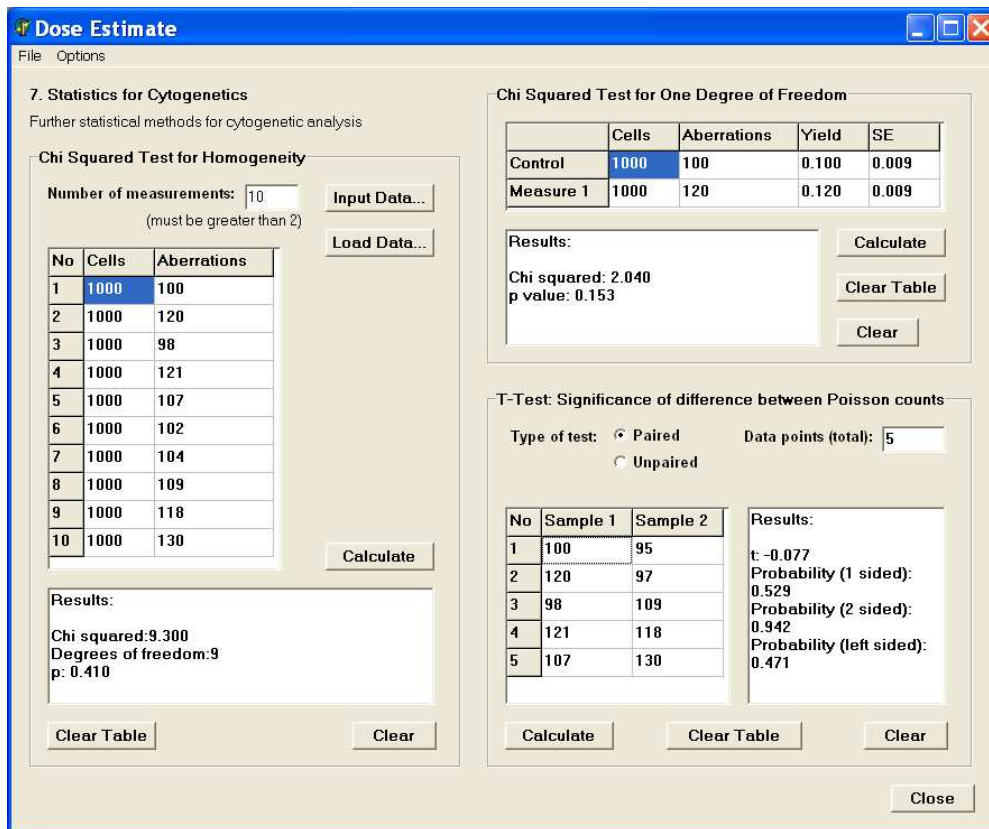 Dose Estimate
File Options
7. Statistics for Cytogenetics
Further statistical methods for cytogenetic analysis
Chi Squared Test for Homogeneity
Number of measurements: 10
(must be greater than 2)
Input Data...
Load Data...
No Cells Aberrations
1 1000 100
2 1000 120
3 1000 98
4 1000 121
5 1000 107
6 1000 102
7 1000 104
8 1000 109
9 1000 118
10 1000 130
Calculate
Results:
Chi squared:9.300
Degrees of freedom:9
p: 0.410
Clear Table
Clear
Chi Squared Test for One Degree of Freedom
Cells Aberrations Yield SE
Control 1000 100 0.100 0.009
Measure 1 1000 120 0.120 0.009
Results:
Chi squared: 2.040
p value: 0.153
Calculate
Clear Table
Clear
T-Test: Significance of difference between Poisson counts
Type of test: Paired
Unpaired
Data points (total): 5
No Sample 1 Sample 2
1 100 95
2 120 97
3 98 109
4 121 118
5 107 130
Results:
t: -0.077
Probability (1 sided):
0.529
Probability (2 sided):
0.942
Probability (left sided):
0.471
Calculate
Clear Table
Clear
Close